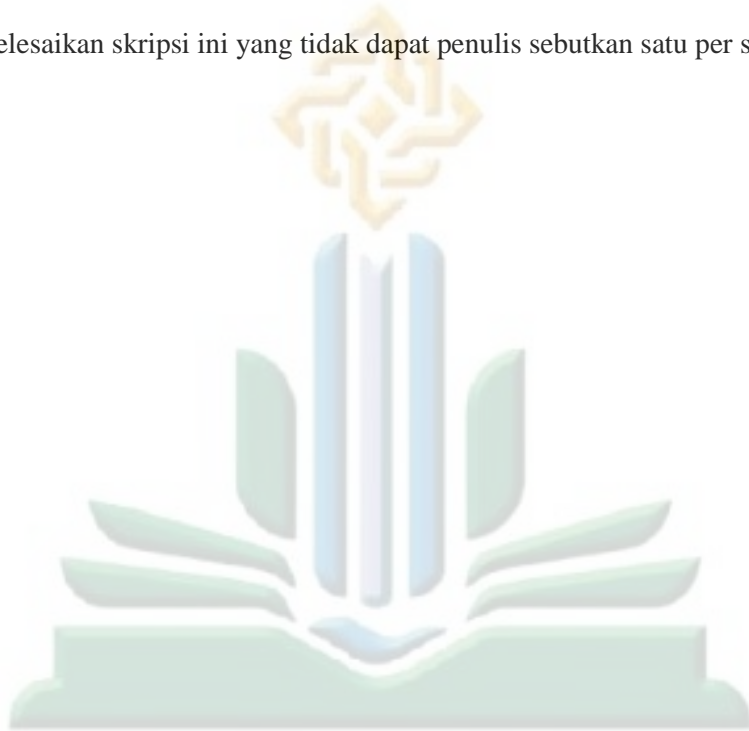 elesaikan skripsi ini yang tidak dapat penulis sebutkan satu per s